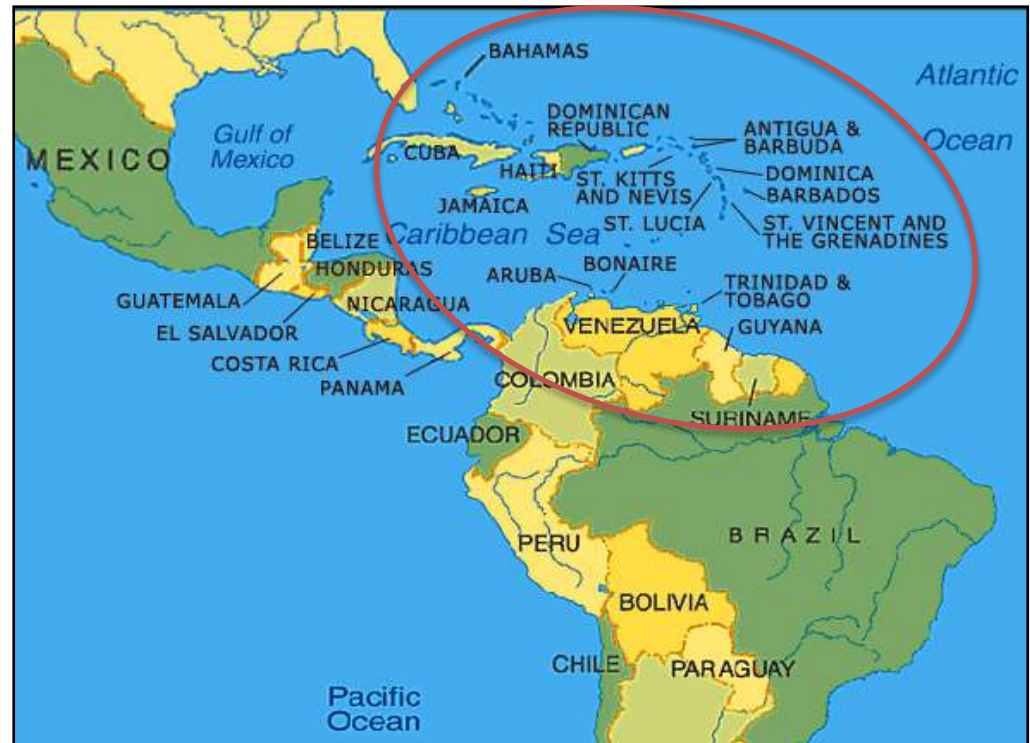 BAHAMAS
Atlantic
Ocean
Gulf of
Mexico
DOMINICAN
REPUBLIC
ANTIGUA &
BARBUDA
MEXICO
CUBA
HAITI
ST. KITTS
AND NEVIS
DOMINICA
BARBADOS
JAMAICA
ST. LUCIA
ST. VINCENT AND
THE GRENADINES
BELIZE
Caribbean Sea
HONDURAS
ARUBA
BONAIRE
TRINIDAD &
TOBAGO
GUATEMALA
NICARAGUA
EL SALVADOR
VENEZUELA
GUYANA
COSTA RICA
PANAMA
COLOMBIA
SURINAME
ECUADOR
PERU
BRAZIL
BOLIVIA
CHILE
PARAGUAY
Pacific
Ocean